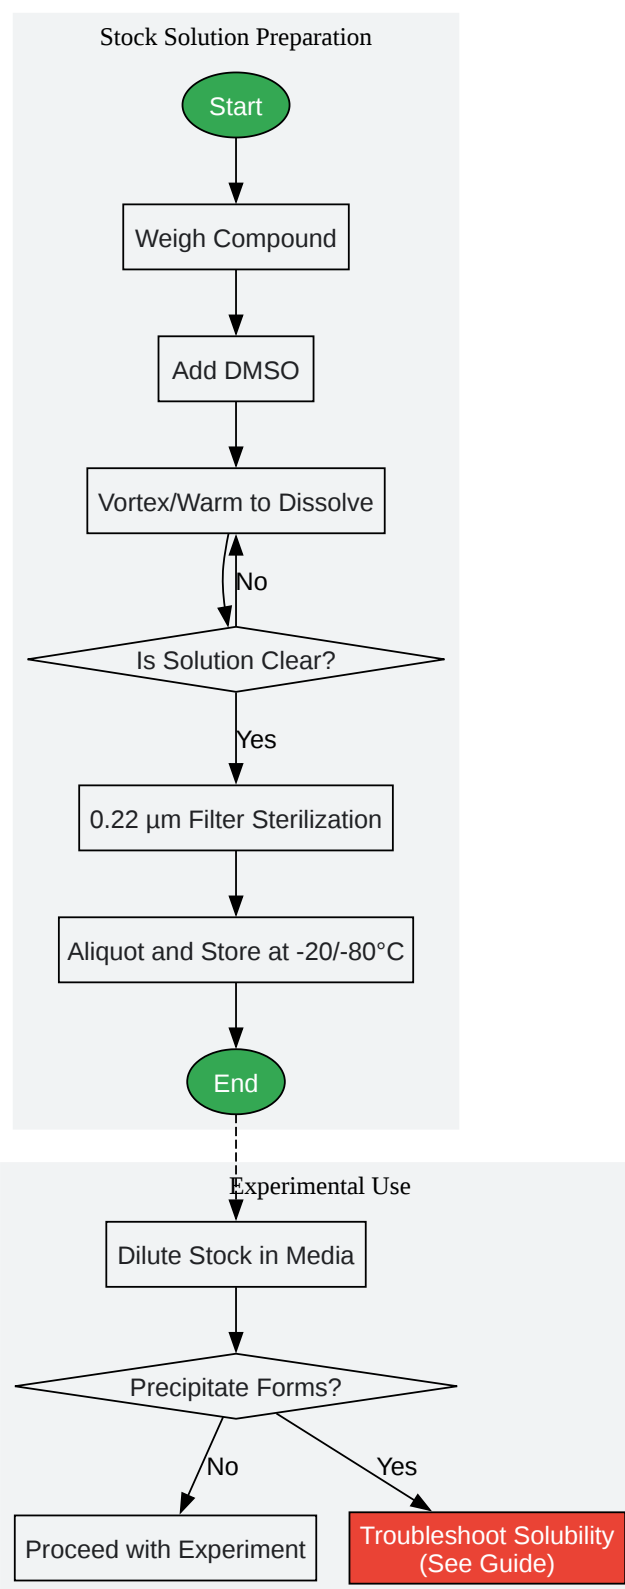 Stock Solution Preparation
Start
Weigh Compound
Add DMSO
Vortex/Warm to Dissolve
No
Is Solution Clear?
Yes
0.22 µm Filter Sterilization
Aliquot and Store at -20/-80°C
End
Experimental Use
Dilute Stock in Media
Precipitate Forms?
No
Yes
Proceed with Experiment
Troubleshoot Solubility
(See Guide)